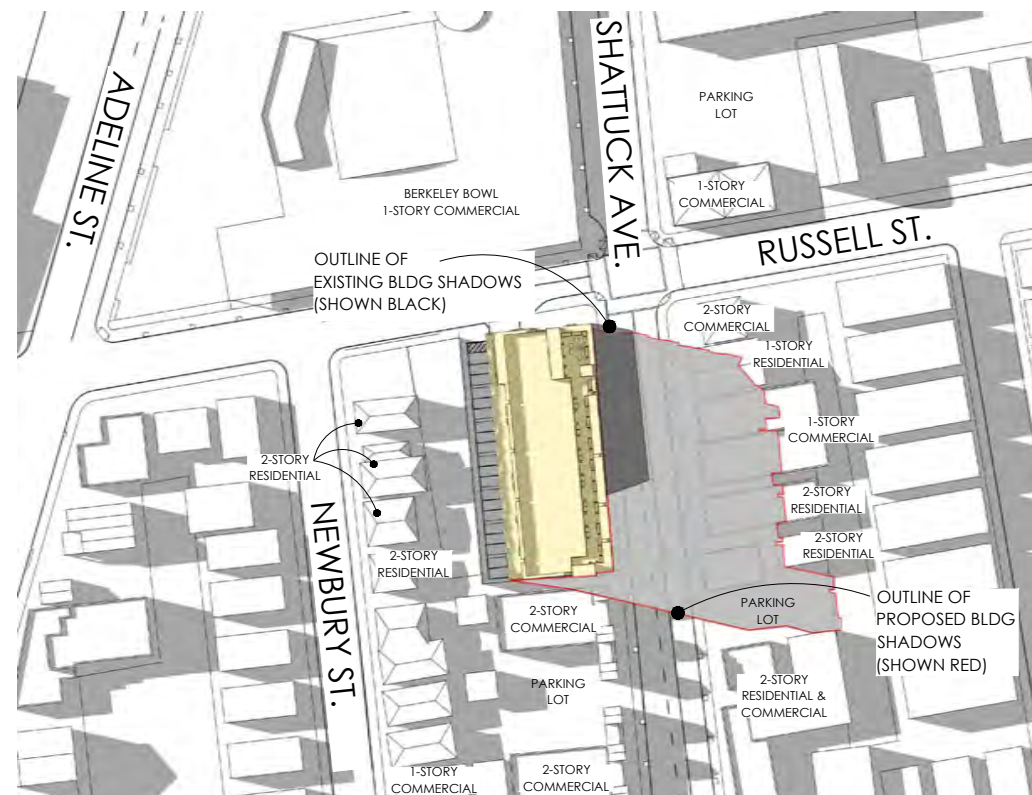 ADELINE ST.
SHATTUCK AVE.
PARKING
LOT
1-STORY
COMMERCIAL
BERKELEY BOWL
1-STORY COMMERCIAL
RUSSELL ST.
OUTLINE OF
EXISTING BLDG SHADOWS
(SHOWN BLACK)
2-STORY
COMMERCIAL
1-STORY
RESIDENTIAL
1-STORY
COMMERCIAL
2-STORY
RESIDENTIAL
2-STORY
RESIDENTIAL
2-STORY
RESIDENTIAL
NEWBURY ST.
2-STORY
RESIDENTIAL
2-STORY
COMMERCIAL
PARKING
LOT
OUTLINE OF
PROPOSED BLDG
SHADOWS
(SHOWN RED)
PARKING
LOT
2-STORY
RESIDENTIAL &
COMMERCIAL
1-STORY
COMMERCIAL
2-STORY
COMMERCIAL